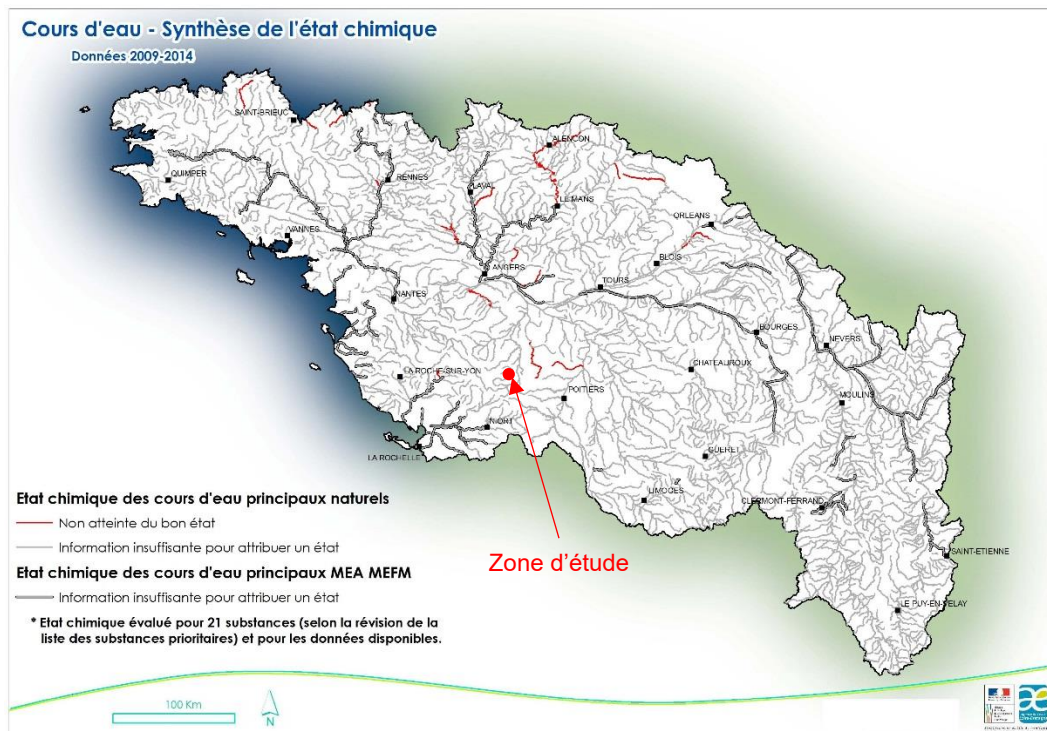 Cours d'eau - Synthèse de l'état chimique
Données 2009-2014
SAINT-BRIEUC
ALENCON
QUIMPER
RENNES
LAVAL
LE MANS
ORLEANS
VANNES
BLOIS
ANGERS
TOURS
NANTES
BOURGES
NEVERS
LA ROCHE-SUR-YON
CHATEAUROUX
POITIERS
MOULINS
NIORT
LA ROCHELLE
GUERET
LIMOGES
CLERMONT-FERRAND
SAINT-ETIENNE
LE PUY-EN-VELAY
Zone d'étude
Etat chimique des cours d'eau principaux naturels
Non atteinte du bon état
Information insuffisante pour attribuer un état
Etat chimique des cours d'eau principaux MEA MEFM
Information insuffisante pour attribuer un état
* Etat chimique évalué pour 21 substances (selon la révision de la
liste des substances prioritaires) et pour les données disponibles.
100 Km
N